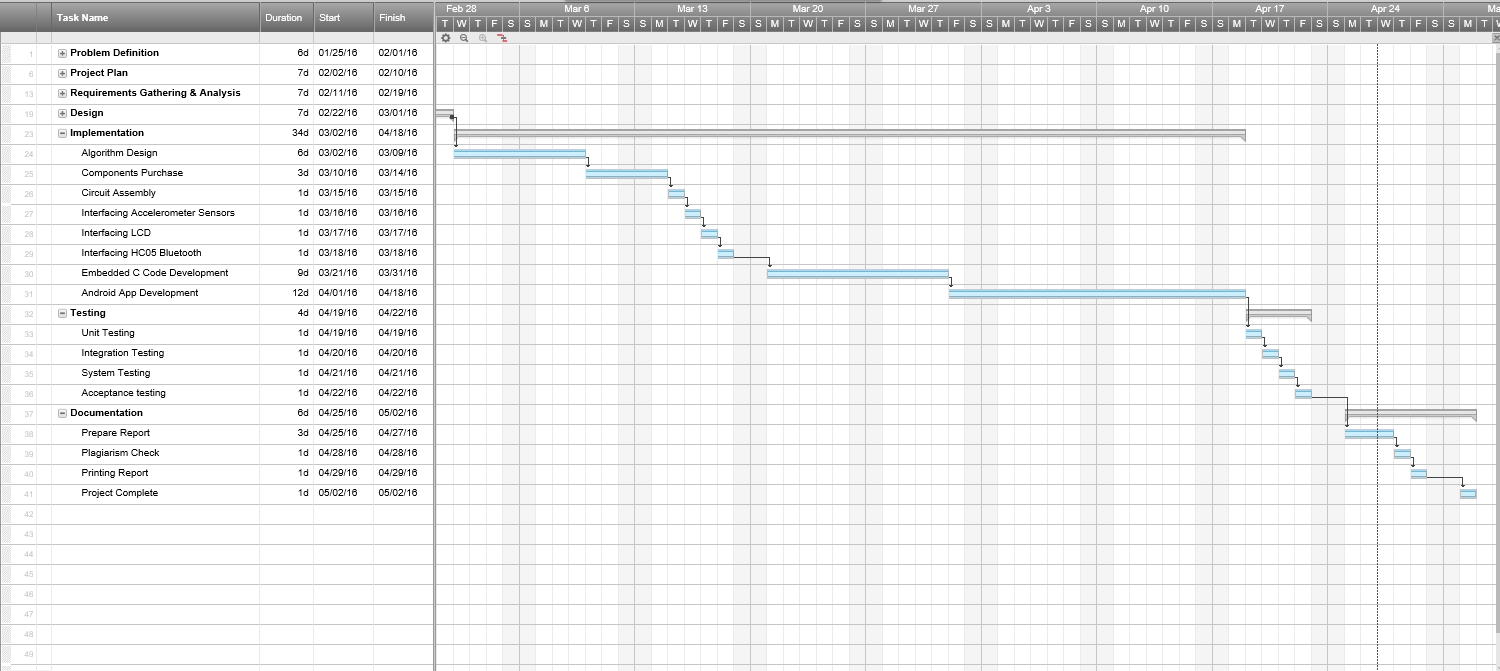 Task Name Duration Start Finish Feb 28 Mar 6 Mar 13 Mar 20 Mar 27 Apr 3 Apr 10 Apr 17 Apr 24 Ma
T W T F S S M T W T F S S M T W T F S S M T W T F S S M T W T F S S M T W T F S S M T W T F S S M T W T F S S M T W T F S S M T W
1 Problem Definition 6d 01/25/16 02/01/16
6 Project Plan 7d 02/02/16 02/10/16
13 Requirements Gathering & Analysis 7d 02/11/16 02/19/16
19 Design 7d 02/22/16 03/01/16
23 Implementation 34d 03/02/16 04/18/16
24 Algorithm Design 6d 03/02/16 03/09/16
25 Components Purchase 3d 03/10/16 03/14/16
26 Circuit Assembly 1d 03/15/16 03/15/16
27 Interfacing Accelerometer Sensors 1d 03/16/16 03/16/16
28 Interfacing LCD 1d 03/17/16 03/17/16
29 Interfacing HC05 Bluetooth 1d 03/18/16 03/18/16
30 Embedded C Code Development 9d 03/21/16 03/31/16
31 Android App Development 12d 04/01/16 04/18/16
32 Testing 4d 04/19/16 04/22/16
33 Unit Testing 1d 04/19/16 04/19/16
34 Integration Testing 1d 04/20/16 04/20/16
35 System Testing 1d 04/21/16 04/21/16
36 Acceptance testing 1d 04/22/16 04/22/16
37 Documentation 6d 04/25/16 05/02/16
38 Prepare Report 3d 04/25/16 04/27/16
39 Plagiarism Check 1d 04/28/16 04/28/16
40 Printing Report 1d 04/29/16 04/29/16
41 Project Complete 1d 05/02/16 05/02/16
42
43
44
45
46
47
48
49